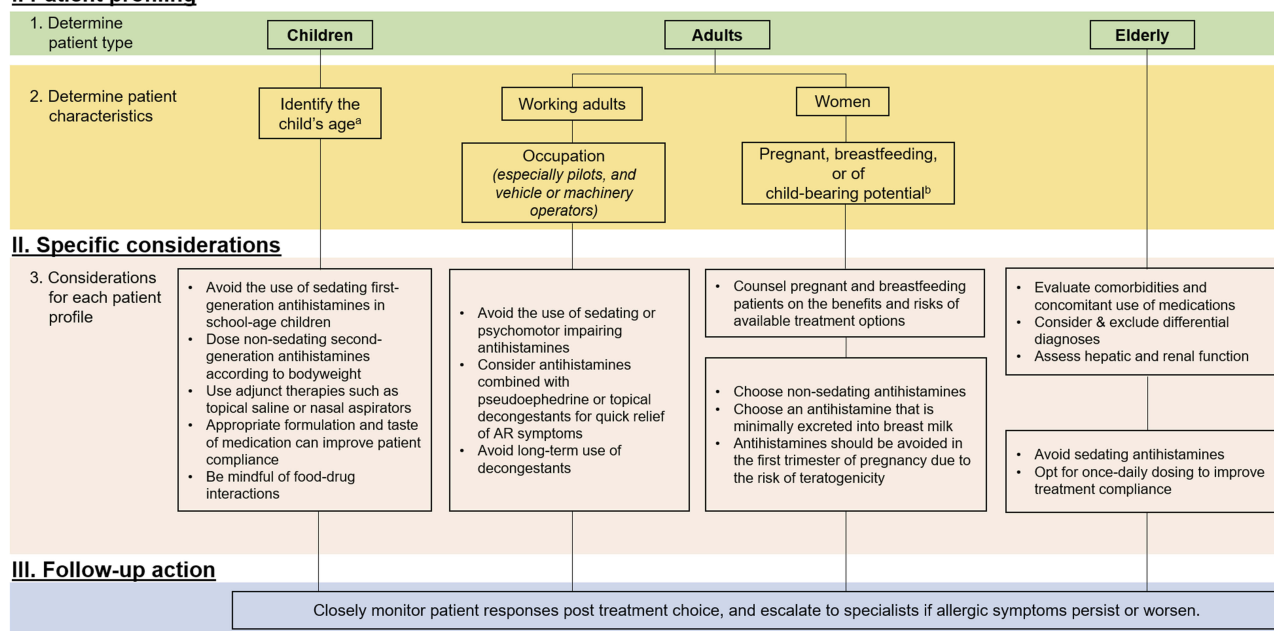 I. Patient profiling
1. Determine
patient type
Children
Adults
Elderly
2. Determine patient
characteristics
Identify the
child's ageᵃ
Working adults
Women
Occupation
(especially pilots, and
vehicle or machinery
operators)
Pregnant, breastfeeding,
or of
child-bearing potentialᵇ
II. Specific considerations
3. Considerations
for each patient
profile
• Avoid the use of sedating first-
generation antihistamines in
school-age children
• Dose non-sedating second-
generation antihistamines
according to bodyweight
• Use adjunct therapies such as
topical saline or nasal aspirators
• Appropriate formulation and taste
of medication can improve patient
compliance
• Be mindful of food-drug
interactions
• Avoid the use of sedating or
psychomotor impairing
antihistamines
• Consider antihistamines
combined with
pseudoephedrine or topical
decongestants for quick relief
of AR symptoms
• Avoid long-term use of
decongestants
• Counsel pregnant and breastfeeding
patients on the benefits and risks of
available treatment options
• Choose non-sedating antihistamines
• Choose an antihistamine that is
minimally excreted into breast milk
• Antihistamines should be avoided in
the first trimester of pregnancy due to
the risk of teratogenicity
• Evaluate comorbidities and
concomitant use of medications
• Consider & exclude differential
diagnoses
• Assess hepatic and renal function
• Avoid sedating antihistamines
• Opt for once-daily dosing to improve
treatment compliance
III. Follow-up action
Closely monitor patient responses post treatment choice, and escalate to specialists if allergic symptoms persist or worsen.